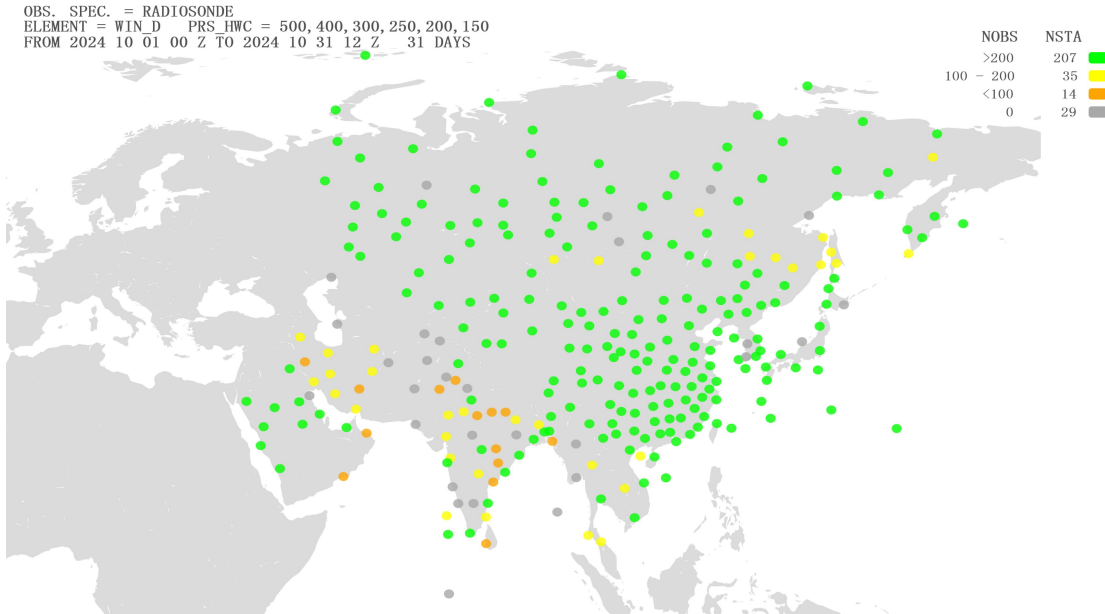 OBS. SPEC. = RADIOSONDE
ELEMENT = WIN_D   PRS_HWC = 500,400,300,250,200,150
FROM 2024 10 01 00 Z TO 2024 10 31 12 Z   31 DAYS
NOBS   NSTA
>200   207
100 - 200   35
<100   14
0   29